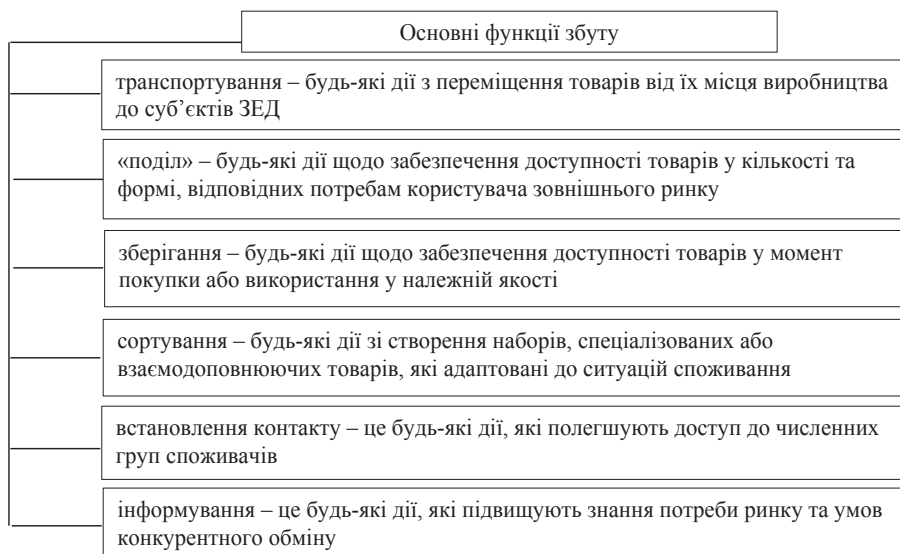 Основні функції збуту
транспортування – будь-які дії з переміщення товарів від їх місця виробництва
до суб’єктів ЗЕД
«поділ» – будь-які дії щодо забезпечення доступності товарів у кількості та
формі, відповідних потребам користувача зовнішнього ринку
зберігання – будь-які дії щодо забезпечення доступності товарів у момент
покупки або використання у належній якості
сортування – будь-які дії зі створення наборів, спеціалізованих або
взаємодоповнюючих товарів, які адаптовані до ситуацій споживання
встановлення контакту – це будь-які дії, які полегшують доступ до численних
груп споживачів
інформування – це будь-які дії, які підвищують знання потреби ринку та умов
конкурентного обміну